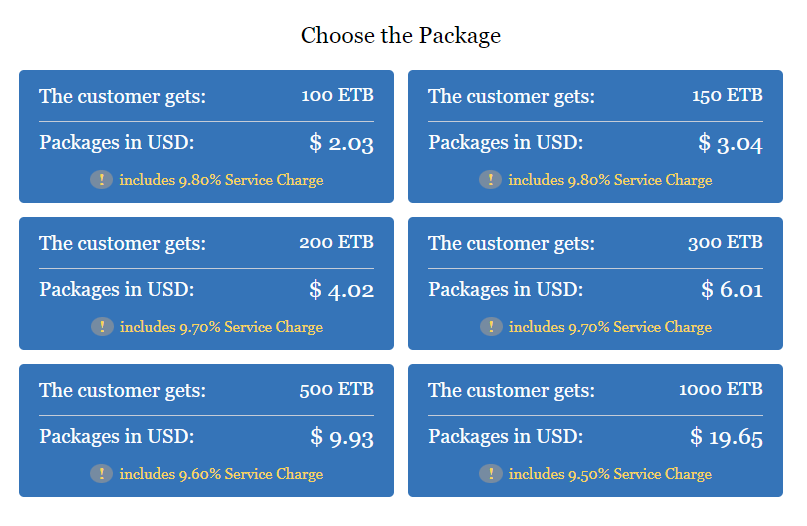 Choose the Package
The customer gets: 100 ETB
Packages in USD: $ 2.03
! includes 9.80% Service Charge
The customer gets: 150 ETB
Packages in USD: $ 3.04
! includes 9.80% Service Charge
The customer gets: 200 ETB
Packages in USD: $ 4.02
! includes 9.70% Service Charge
The customer gets: 300 ETB
Packages in USD: $ 6.01
! includes 9.70% Service Charge
The customer gets: 500 ETB
Packages in USD: $ 9.93
! includes 9.60% Service Charge
The customer gets: 1000 ETB
Packages in USD: $ 19.65
! includes 9.50% Service Charge